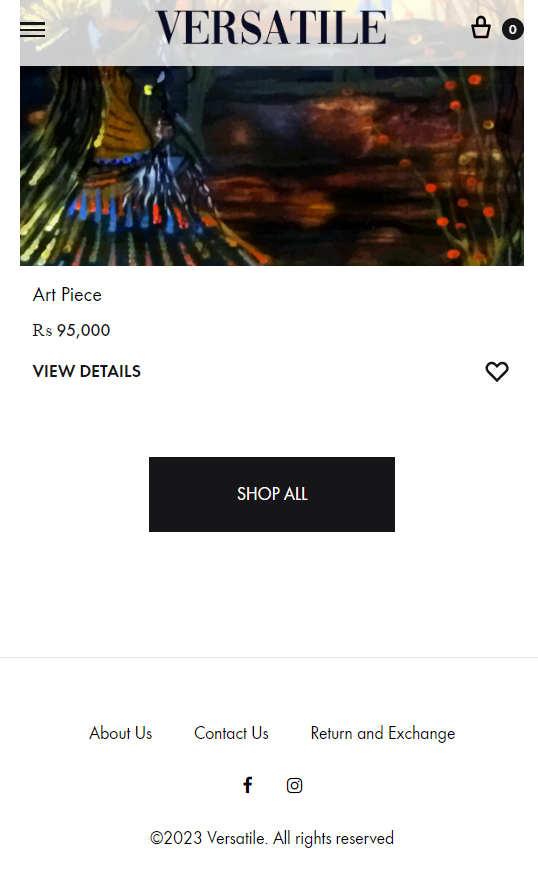 VERSATILE
0
Art Piece
Rs 95,000
VIEW DETAILS
SHOP ALL
About Us Contact Us Return and Exchange
©2023 Versatile. All rights reserved